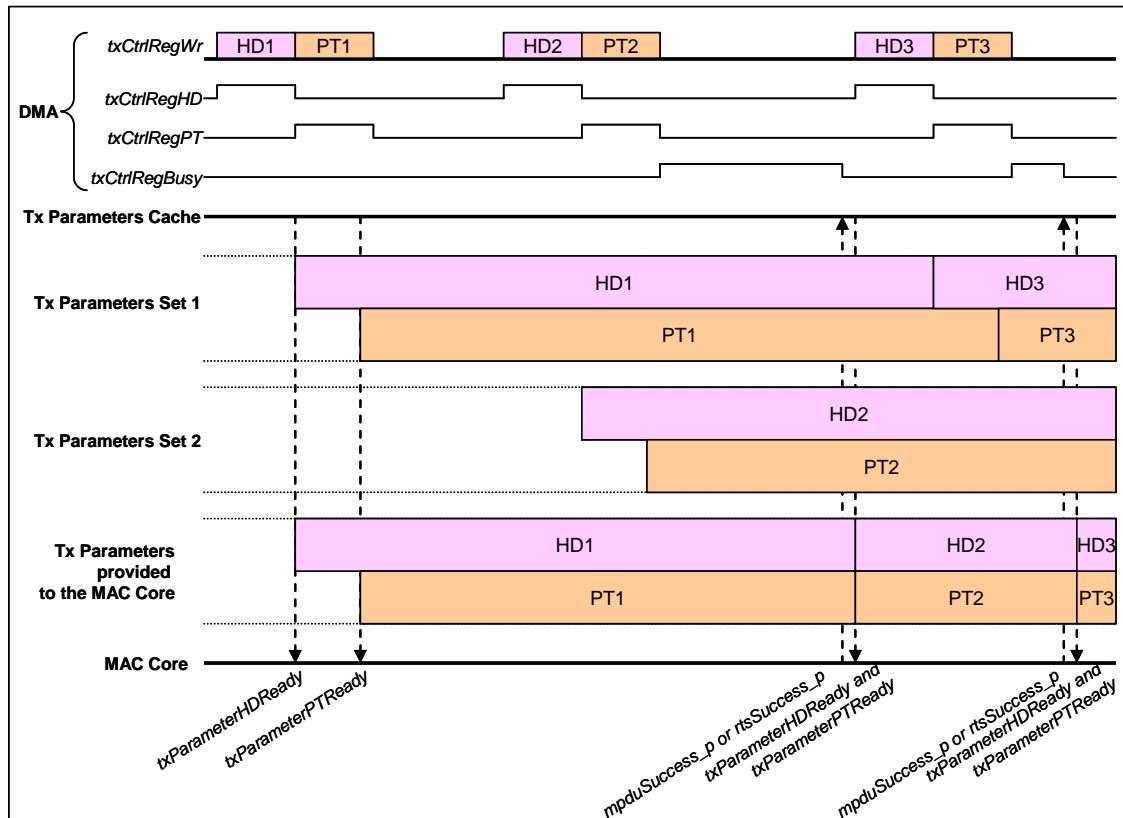 txCtrlRegWr
HD1
PT1
HD2
PT2
HD3
PT3
DMA
txCtrlRegHD
txCtrlRegPT
txCtrlRegBusy
Tx Parameters Cache
Tx Parameters Set 1
HD1
HD3
PT1
PT3
Tx Parameters Set 2
HD2
PT2
Tx Parameters
provided
to the MAC Core
HD1
HD2
HD3
PT1
PT2
PT3
MAC Core
txParameterHDReady
txParameterPTReady
mpduSuccess_p or rtsSuccess_p
txParameterHDReady and
txParameterPTReady
mpduSuccess_p or rtsSuccess_p
txParameterHDReady and
txParameterPTReady